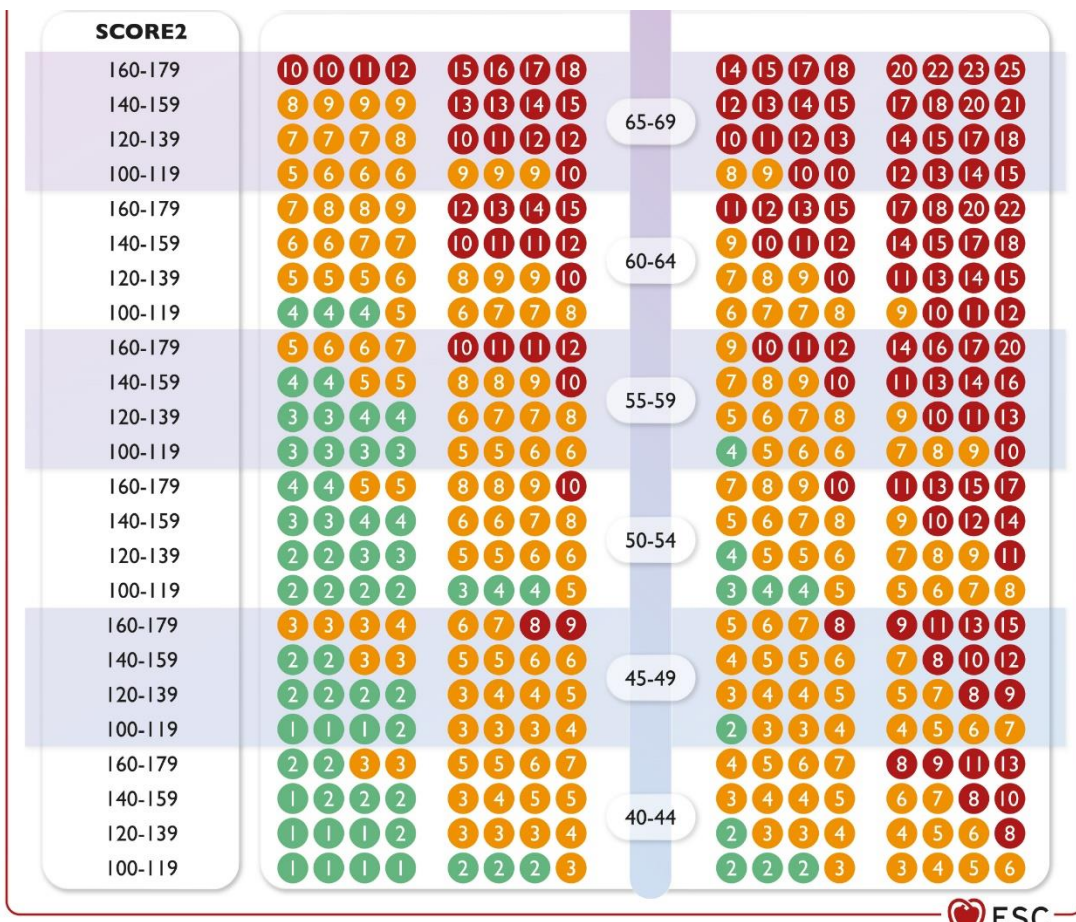 SCORE2
160-179 10 10 11 12 15 16 17 18 14 15 17 18 20 22 23 25
140-159 8 9 9 9 13 13 14 15 12 13 14 15 17 18 20 21
65-69
120-139 7 7 7 8 10 11 12 12 10 11 12 13 14 15 17 18
100-119 5 6 6 6 9 9 9 10 8 9 10 10 12 13 14 15
160-179 7 8 8 9 12 13 14 15 11 12 13 15 17 18 20 22
140-159 6 6 7 7 10 11 11 12 9 10 11 12 14 15 17 18
60-64
120-139 5 5 5 6 8 9 9 10 7 8 9 10 11 13 14 15
100-119 4 4 4 5 6 7 7 8 6 7 7 8 9 10 11 12
160-179 5 6 6 7 10 11 11 12 9 10 11 12 14 16 17 20
140-159 4 4 5 5 8 8 9 10 7 8 9 10 11 13 14 16
55-59
120-139 3 3 4 4 6 7 7 8 5 6 7 8 9 10 11 13
100-119 3 3 3 3 5 5 6 6 4 5 6 6 7 8 9 10
160-179 4 4 5 5 8 8 9 10 7 8 9 10 11 13 15 17
140-159 3 3 4 4 6 6 7 8 5 6 7 8 9 10 12 14
50-54
120-139 2 2 3 3 5 5 6 6 4 5 5 6 7 8 9 11
100-119 2 2 2 2 3 4 4 5 3 4 4 5 5 6 7 8
160-179 3 3 3 4 6 7 8 9 5 6 7 8 9 11 13 15
140-159 2 2 3 3 5 5 6 6 4 5 5 6 7 8 10 12
45-49
120-139 2 2 2 2 3 4 4 5 3 4 4 5 5 7 8 9
100-119 1 1 1 2 3 3 3 4 2 3 3 4 4 5 6 7
160-179 2 2 3 3 5 5 6 7 4 5 6 7 8 9 11 13
140-159 1 2 2 2 3 4 5 5 3 4 4 5 6 7 8 10
40-44
120-139 1 1 1 2 3 3 3 4 2 3 3 4 4 5 6 8
100-119 1 1 1 1 2 2 2 3 2 2 2 3 3 4 5 6
ESC